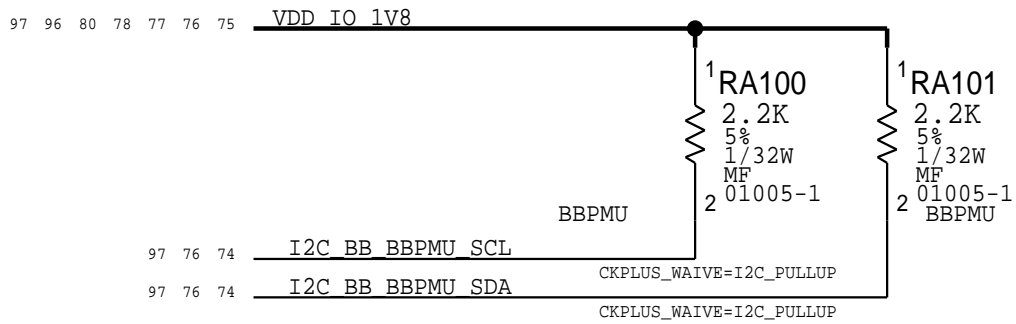 97 96 80 78 77 76 75 VDD_IO_1V8
1 RA100
2.2K
5%
1/32W
MF
01005-1
2
BBPMU
1 RA101
2.2K
5%
1/32W
MF
01005-1
2
BBPMU
97 76 74 I2C_BB_BBPMU_SCL
CKPLUS_WAIVE=I2C_PULLUP
97 76 74 I2C_BB_BBPMU_SDA
CKPLUS_WAIVE=I2C_PULLUP